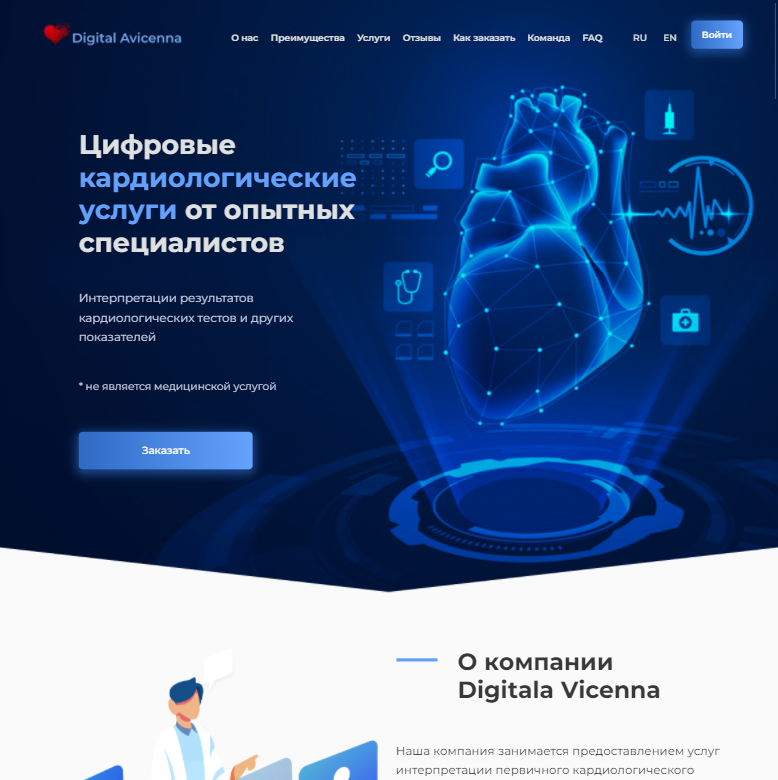 Digital Avicenna
О нас Преимущества Услуги Отзывы Как заказать Команда FAQ RU EN Войти
Цифровые
кардиологические
услуги от опытных
специалистов
Интерпретации результатов
кардиологических тестов и других
показателей
* не является медицинской услугой
Заказать
О компании
Digitala Vicenna
Наша компания занимается предоставлением услуг
интерпретации первичного кардиологического